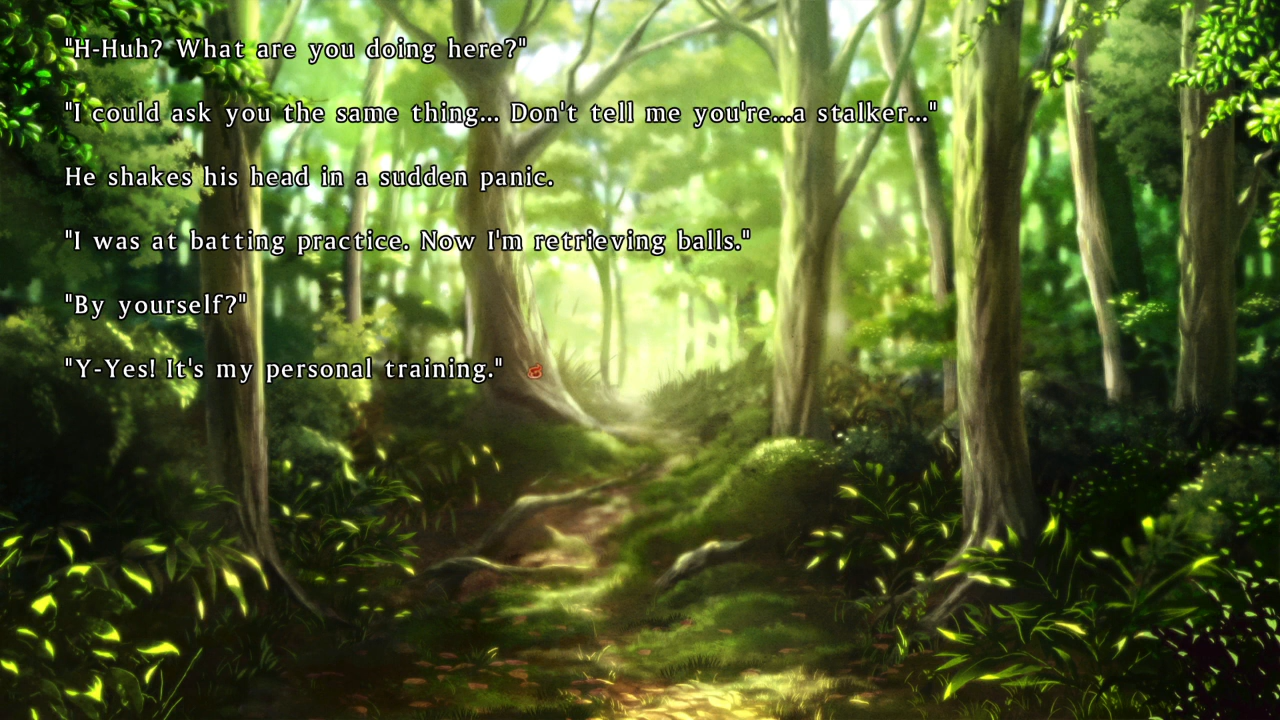 "H-Huh? What are you doing here?"
"I could ask you the same thing... Don't tell me you're...a stalker..."
He shakes his head in a sudden panic.
"I was at batting practice. Now I'm retrieving balls."
"By yourself?"
"Y-Yes! It's my personal training."